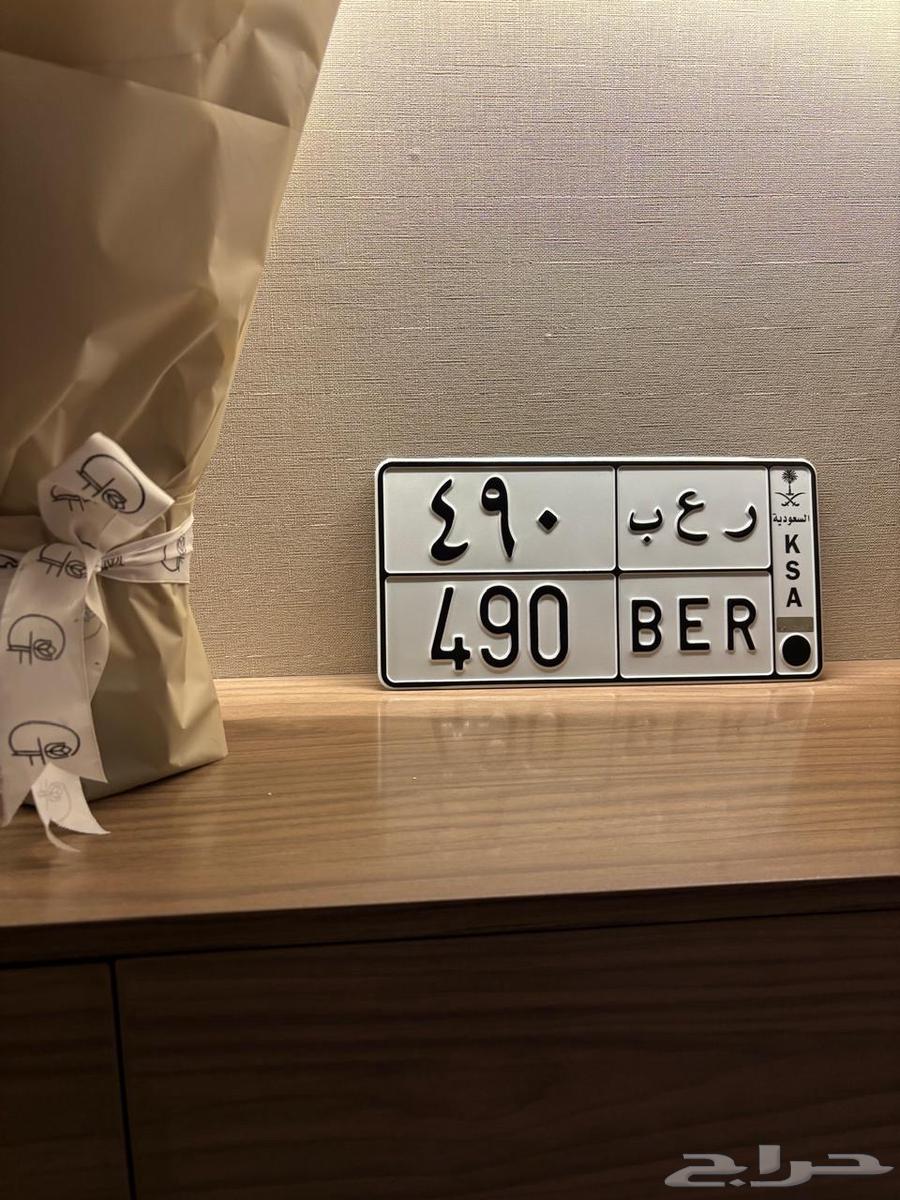 ٤٩٠ ر ع ب
490 BER
السعودية
K
S
A
حراج